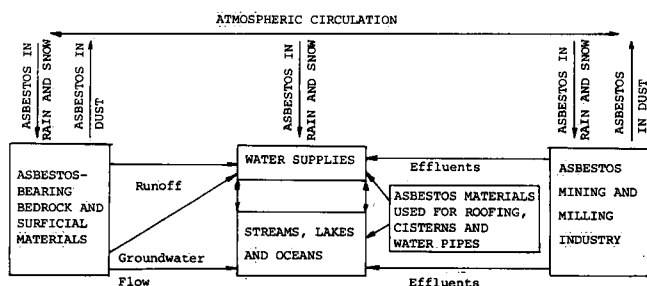 ATMOSPHERIC CIRCULATION
ASBESTOS IN
RAIN AND SNOW
ASBESTOS IN
DUST
ASBESTOS IN
RAIN AND SNOW
ASBESTOS IN
RAIN AND SNOW
ASBESTOS
IN DUST
ASBESTOS-
BEARING
BEDROCK AND
SURFICIAL
MATERIALS
Runoff
Groundwater
Flow
WATER SUPPLIES
STREAMS, LAKES
AND OCEANS
Effluents
ASBESTOS MATERIALS
USED FOR ROOFING,
CISTERNS AND
WATER PIPES
Effluents
ASBESTOS
MINING AND
MILLING
INDUSTRY